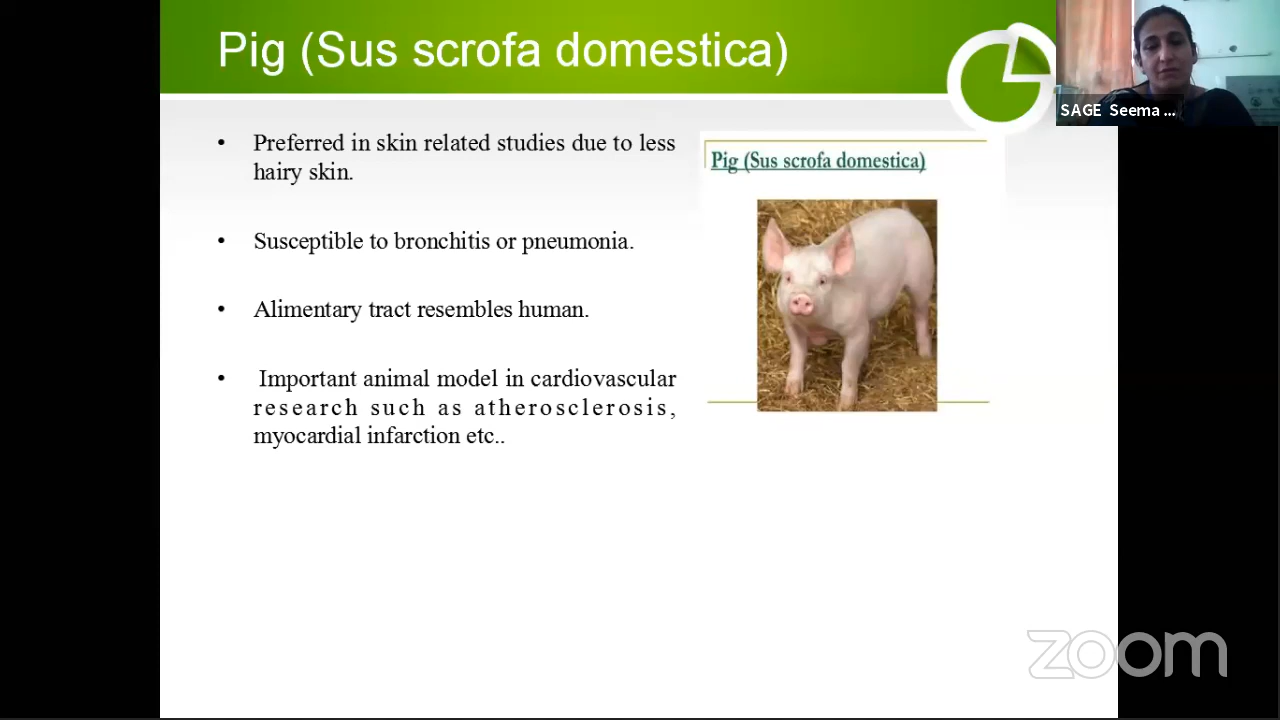 Pig (Sus scrofa domestica)
SAGE Seema ...
• Preferred in skin related studies due to less
hairy skin.
• Susceptible to bronchitis or pneumonia.
• Alimentary tract resembles human.
• Important animal model in cardiovascular
research such as atherosclerosis,
myocardial infarction etc..
Pig (Sus scrofa domestica)
zoom